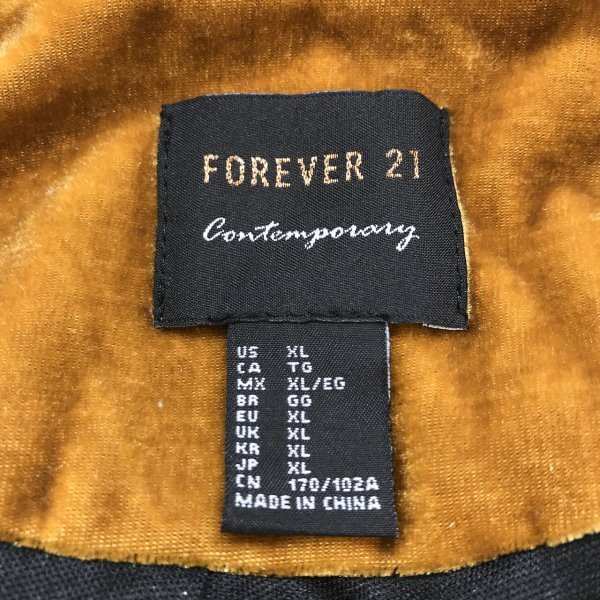 FOREVER 21
Contemporary
US XL
CA TG
MX XL/EG
BR GG
EU XL
UK XL
KR XL
JP XL
CN 170/102A
MADE IN CHINA